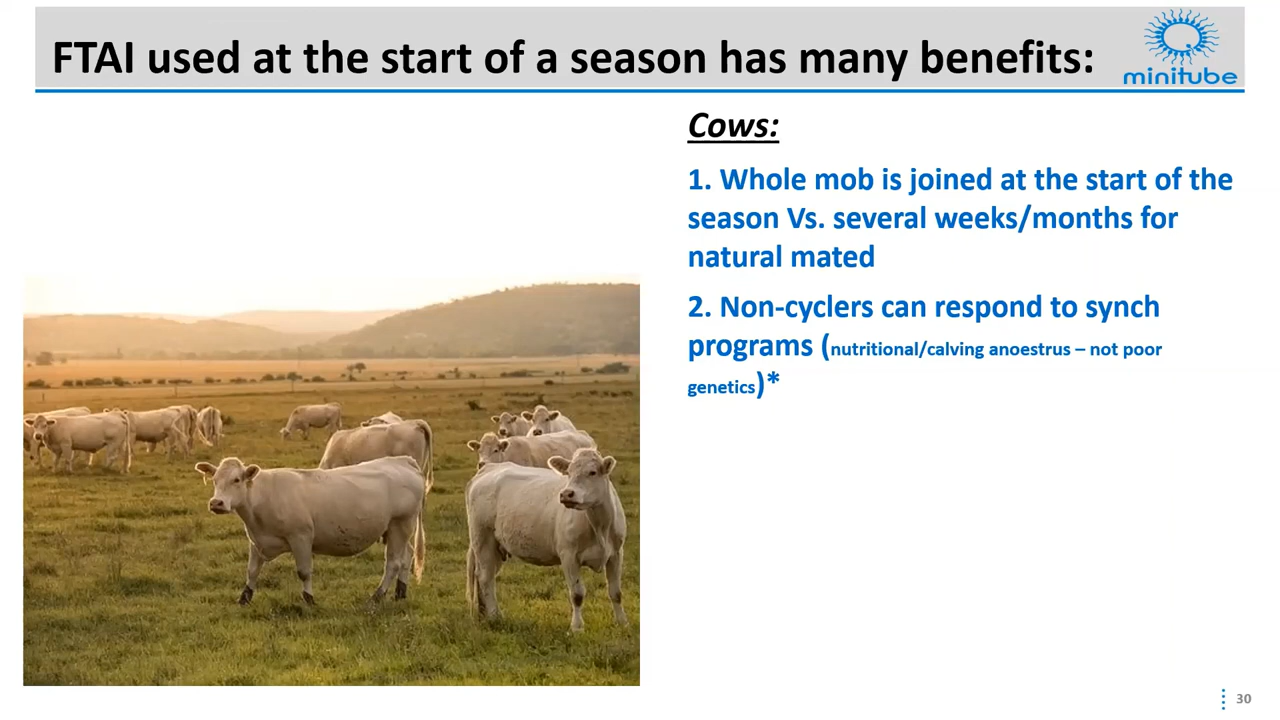 FTAI used at the start of a season has many benefits:
minitube
Cows:
1. Whole mob is joined at the start of the
season Vs. several weeks/months for
natural mated
2. Non-cyclers can respond to synch
programs (nutritional/calving anoestrus – not poor
genetics)*
30